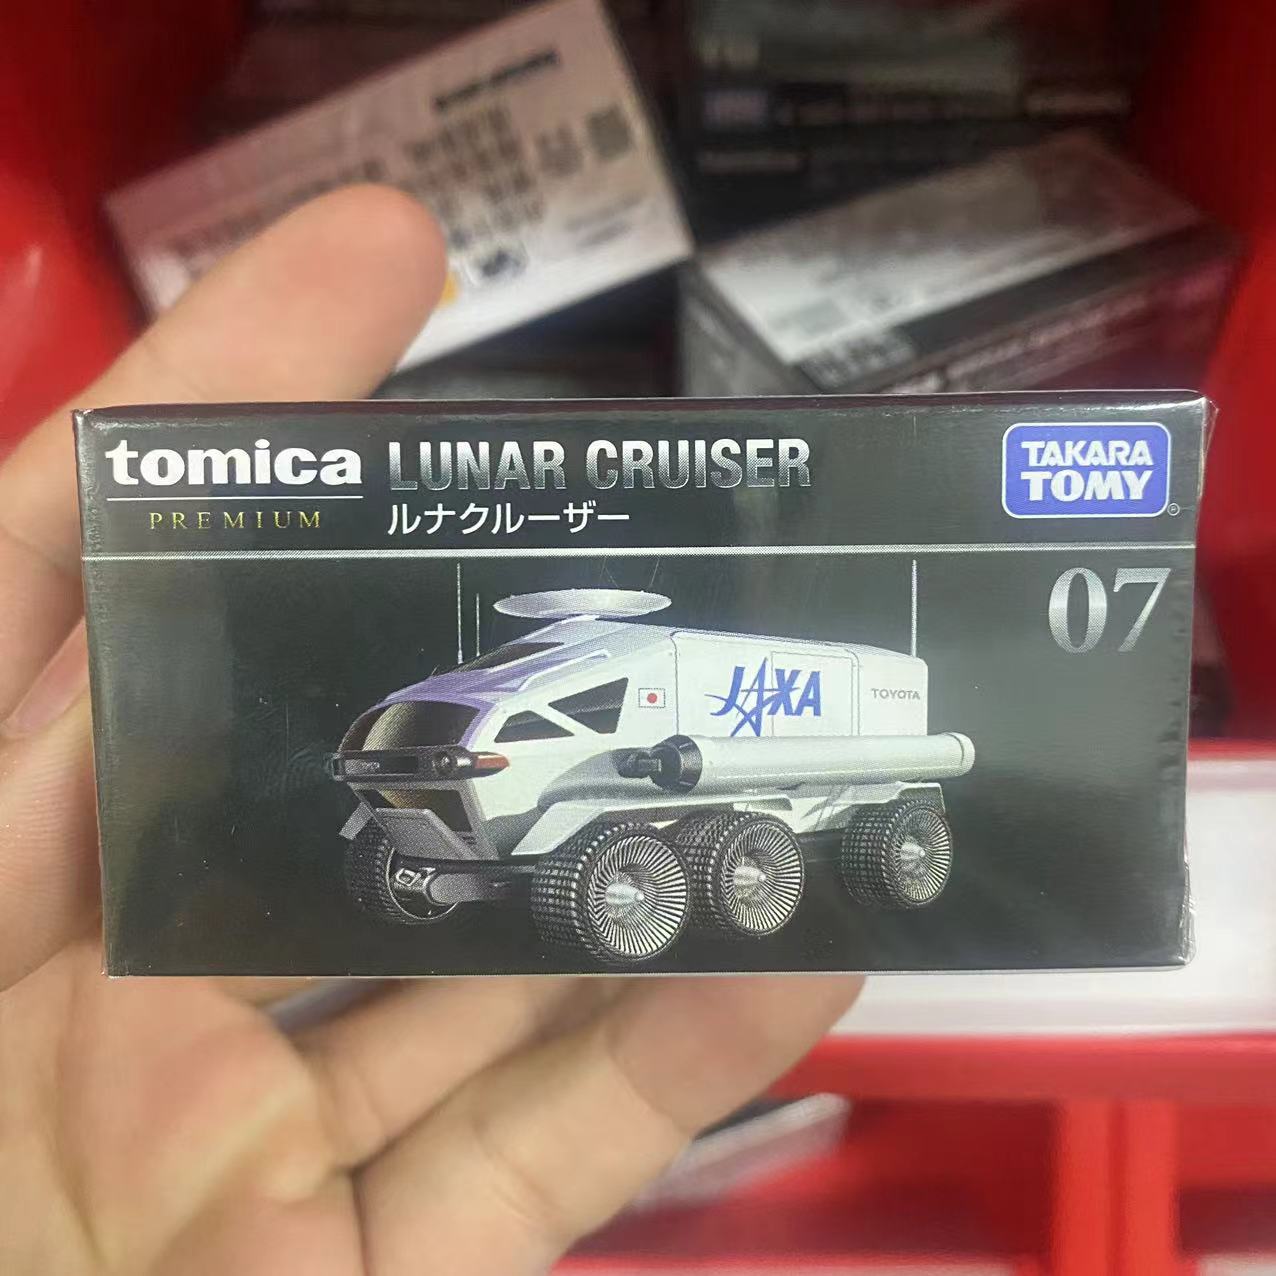 tomica
PREMIUM
LUNAR CRUISER
ルナクルーザー
TAKARA
TOMY
®
07
JAXA
TOYOTA